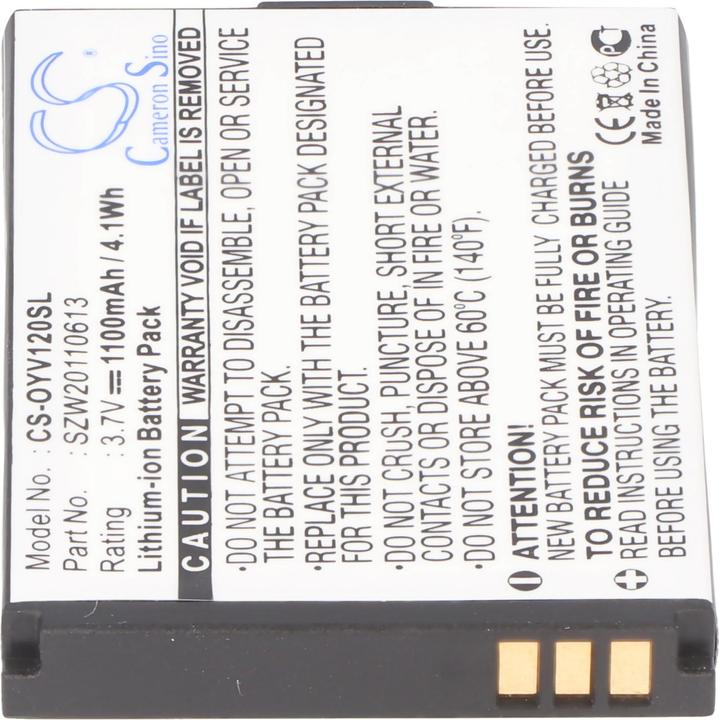 CS
Cameron Sino
Model No. : CS-OYV120SL
Part No. : SZW20110613
Rating : 3.7V 1100mAh / 4.1Wh
Lithium-ion Battery Pack
CAUTION WARRANTY VOID IF LABEL IS REMOVED
•DO NOT ATTEMPT TO DISASSEMBLE, OPEN OR SERVICE
THE BATTERY PACK.
•REPLACE ONLY WITH THE BATTERY PACK DESIGNATED
FOR THIS PRODUCT.
•DO NOT CRUSH, PUNCTURE, SHORT EXTERNAL
CONTACTS OR DISPOSE OF IN FIRE OR WATER.
•DO NOT STORE ABOVE 60°C (140°F).
ATTENTION!
NEW BATTERY PACK MUST BE FULLY CHARGED BEFORE USE.
TO REDUCE RISK OF FIRE OR BURNS
READ INSTRUCTIONS IN OPERATING GUIDE
BEFORE USING THE BATTERY.
CE PCT
Made In China